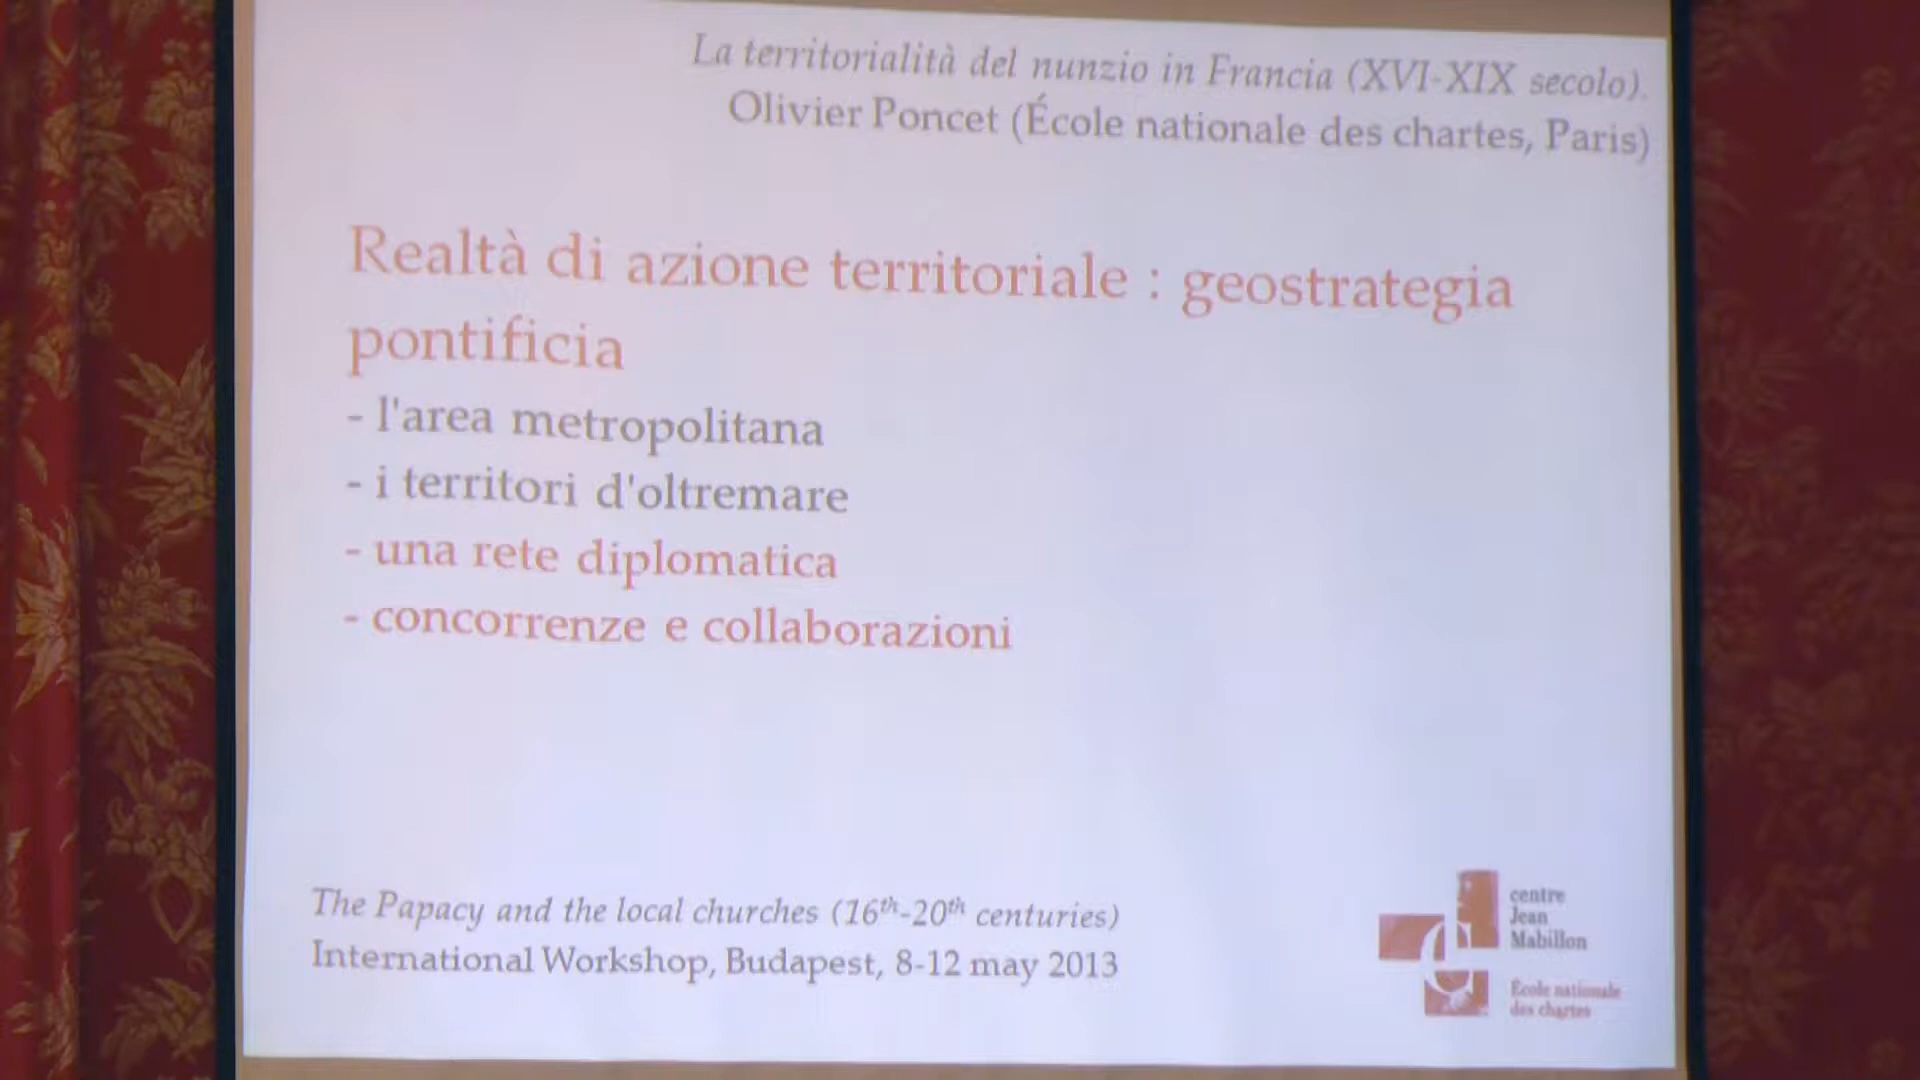 La territorialità del nunzio in Francia (XVI-XIX secolo).
Olivier Poncet (École nationale des chartes, Paris)
Realtà di azione territoriale : geostrategia
pontificia
- l'area metropolitana
- i territori d'oltremare
- una rete diplomatica
- concorrenze e collaborazioni
The Papacy and the local churches (16th-20th centuries)
International Workshop, Budapest, 8-12 may 2013
centre
Jean
Mabillon
École nationale
des chartes